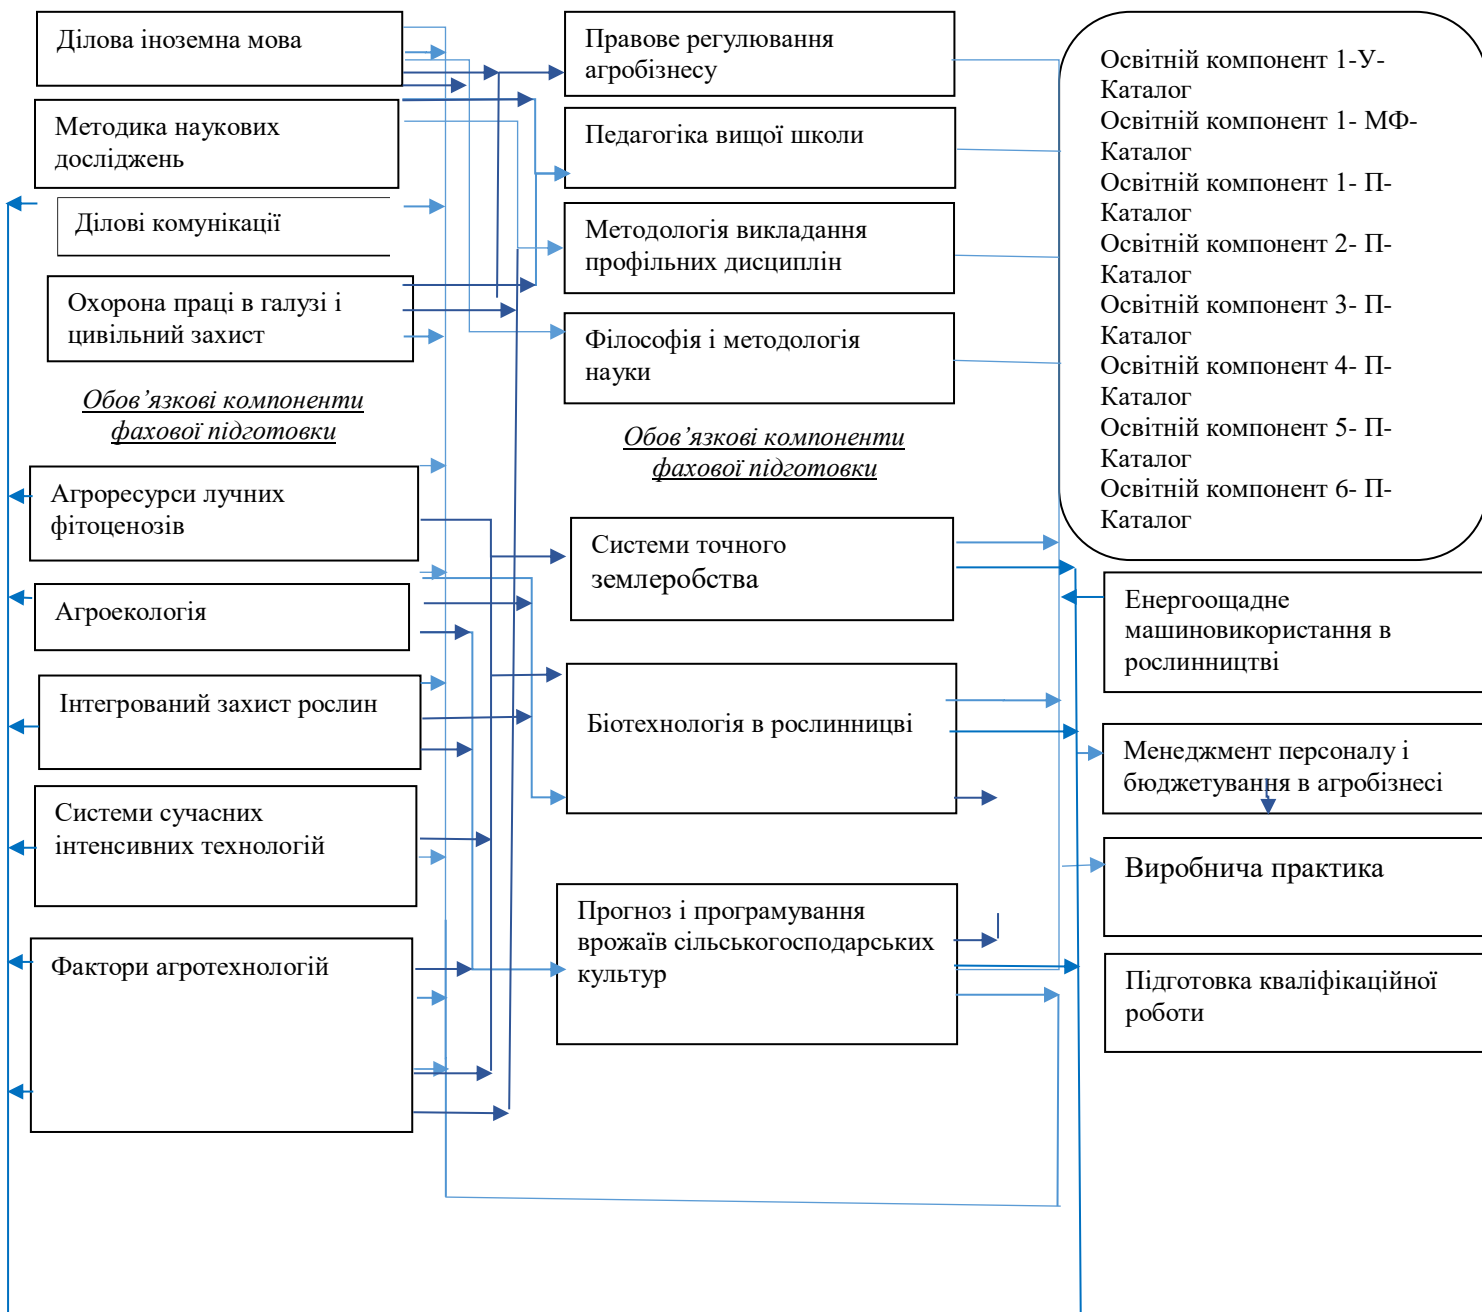 Ділова іноземна мова
Методика наукових
досліджень
Ділові комунікації
Охорона праці в галузі і
цивільний захист
Обов’язкові компоненти
фахової підготовки
Агроресурси лучних
фітоценозів
Агроекологія
Інтегрований захист рослин
Системи сучасних
інтенсивних технологій
Фактори агротехнологій
Правове регулювання
агробізнесу
Педагогіка вищої школи
Методологія викладання
профільних дисциплін
Філософія і методологія
науки
Обов’язкові компоненти
фахової підготовки
Системи точного
землеробства
Біотехнологія в рослинницві
Прогноз і програмування
врожаїв сільськогосподарських
культур
Освітній компонент 1-У-
Каталог
Освітній компонент 1- МФ-
Каталог
Освітній компонент 1- П-
Каталог
Освітній компонент 2- П-
Каталог
Освітній компонент 3- П-
Каталог
Освітній компонент 4- П-
Каталог
Освітній компонент 5- П-
Каталог
Освітній компонент 6- П-
Каталог
Енергоощадне
машиновикористання в
рослинництві
Менеджмент персоналу і
бюджетування в агробізнесі
Виробнича практика
Підготовка кваліфікаційної
роботи